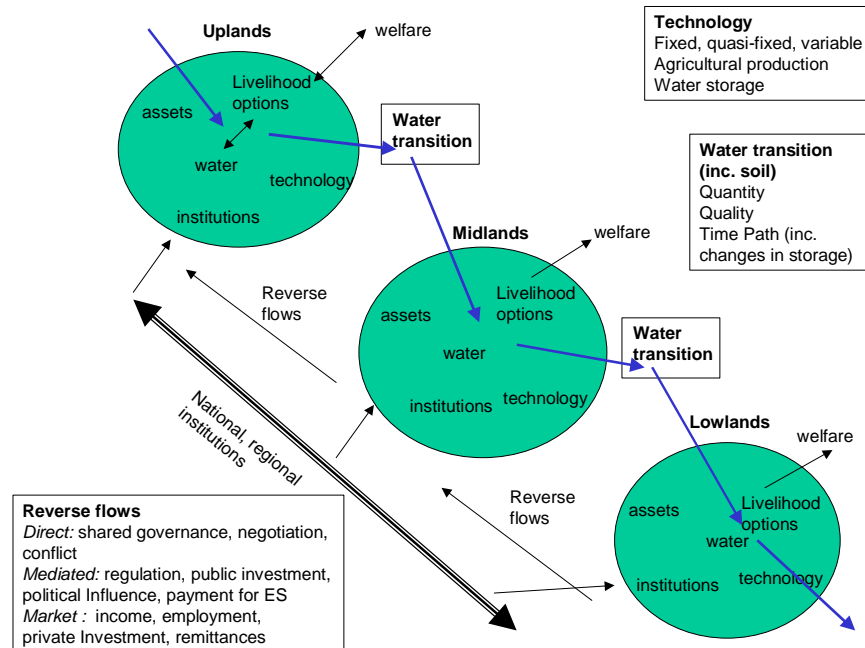 Uplands
welfare
Livelihood
options
assets
water
technology
institutions
Water
transition
Technology
Fixed, quasi-fixed, variable
Agricultural production
Water storage
Water transition
(inc. soil)
Quantity
Quality
Time Path (inc.
changes in storage)
Midlands
welfare
Livelihood
options
assets
water
technology
institutions
Reverse
flows
Water
transition
National, regional
institutions
Lowlands
welfare
Livelihood
options
assets
water
technology
institutions
Reverse
flows
Reverse flows
Direct: shared governance, negotiation,
conflict
Mediated: regulation, public investment,
political Influence, payment for ES
Market : income, employment,
private Investment, remittances